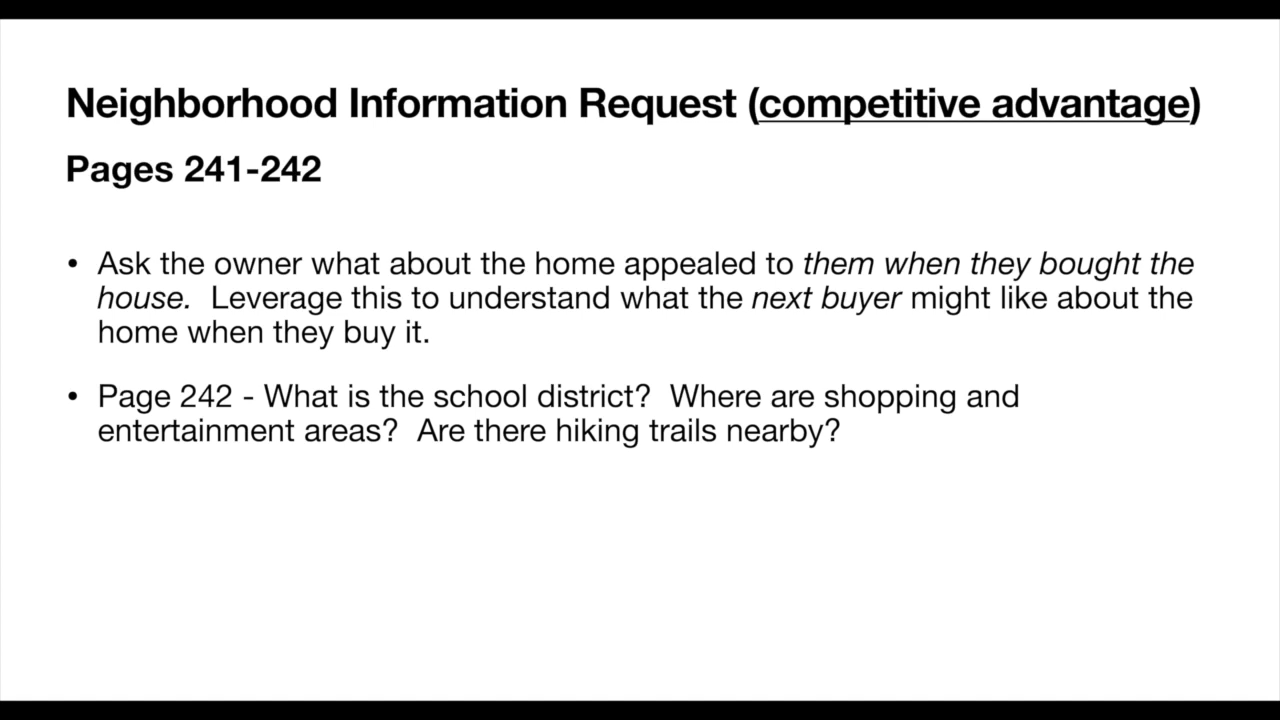 Neighborhood Information Request (competitive advantage)
Pages 241-242
• Ask the owner what about the home appealed to them when they bought the
house.  Leverage this to understand what the next buyer might like about the
home when they buy it.
• Page 242 - What is the school district?  Where are shopping and
entertainment areas?  Are there hiking trails nearby?